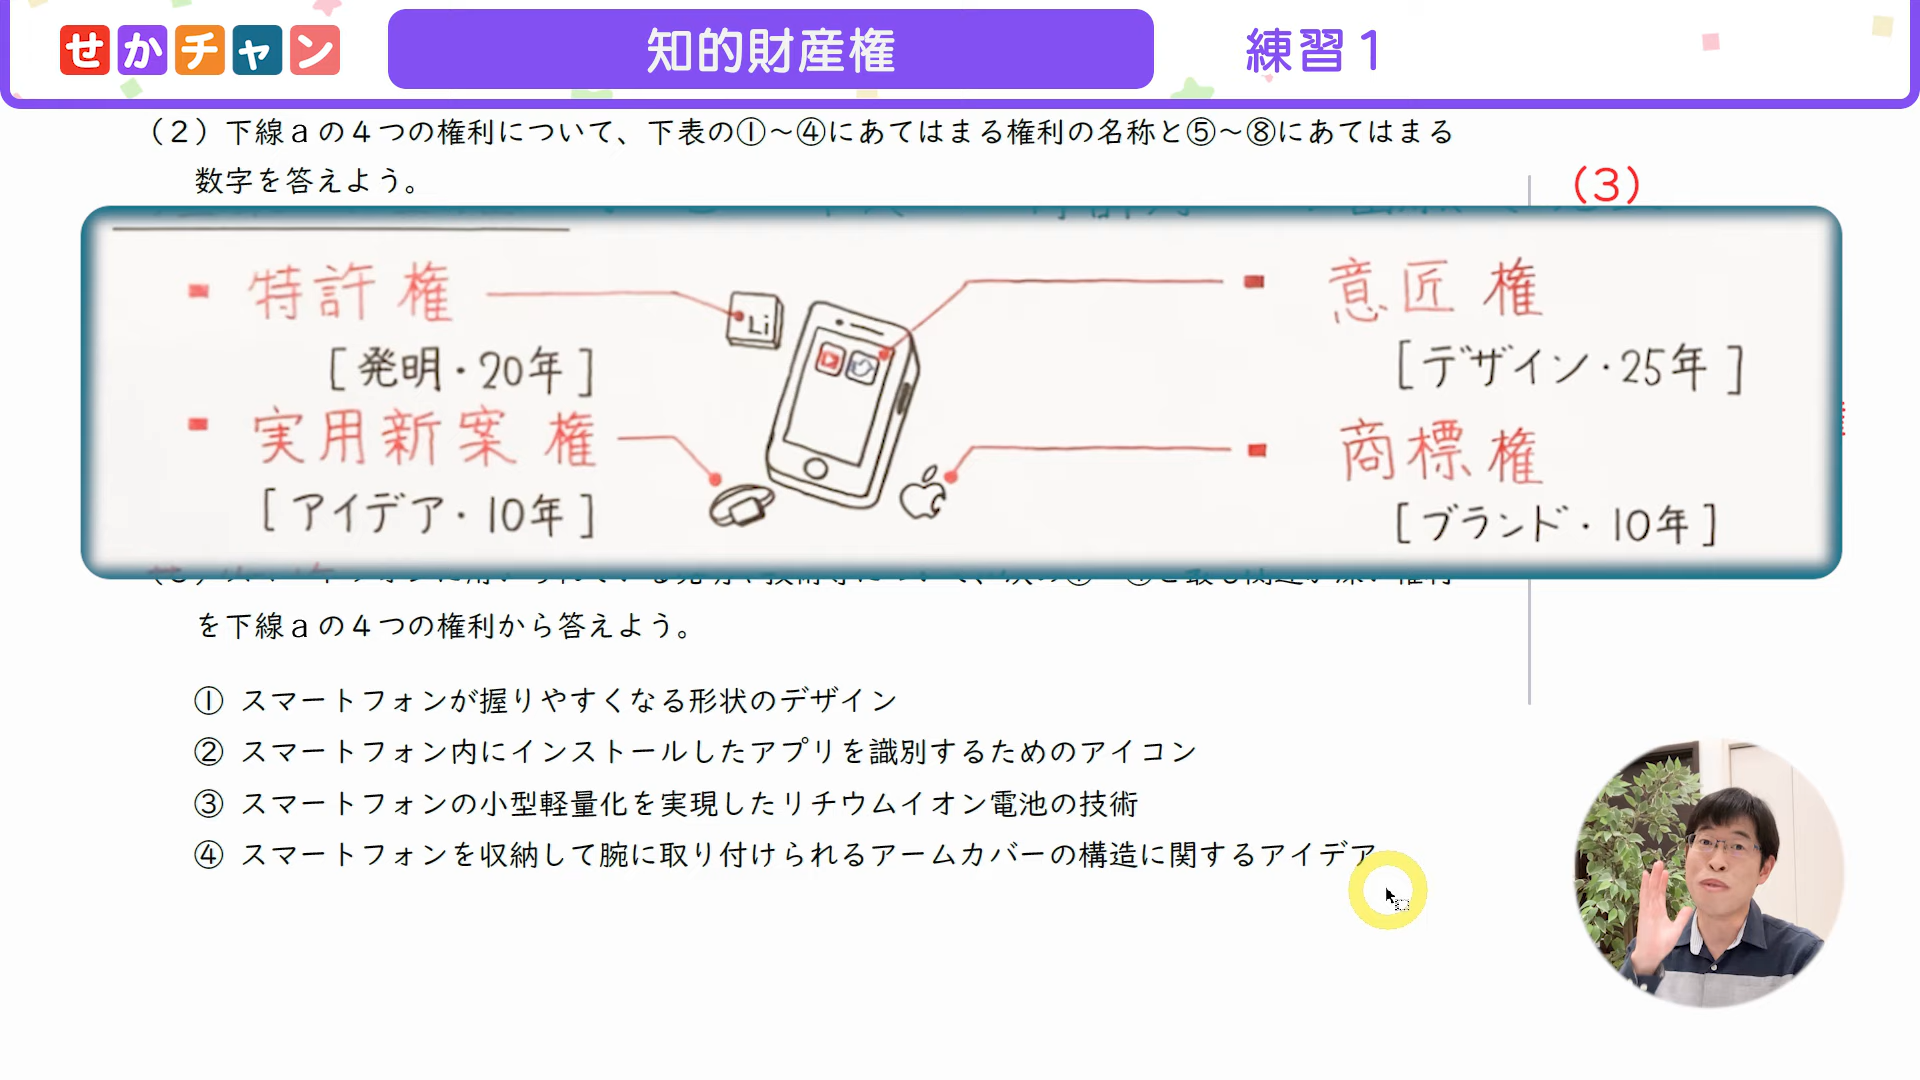 せかチャン
知的財産権
練習1
（2）下線aの4つの権利について、下表の①～④にあてはまる権利の名称と⑤～⑧にあてはまる
数字を答えよう。
（3）
特許権
[発明・20年]
実用新案権
[アイデア・10年]
Li
意匠権
[デザイン・25年]
商標権
[ブランド・10年]
を下線aの4つの権利から答えよう。
① スマートフォンが握りやすくなる形状のデザイン
② スマートフォン内にインストールしたアプリを識別するためのアイコン
③ スマートフォンの小型軽量化を実現したリチウムイオン電池の技術
④ スマートフォンを収納して腕に取り付けられるアームカバーの構造に関するアイデア